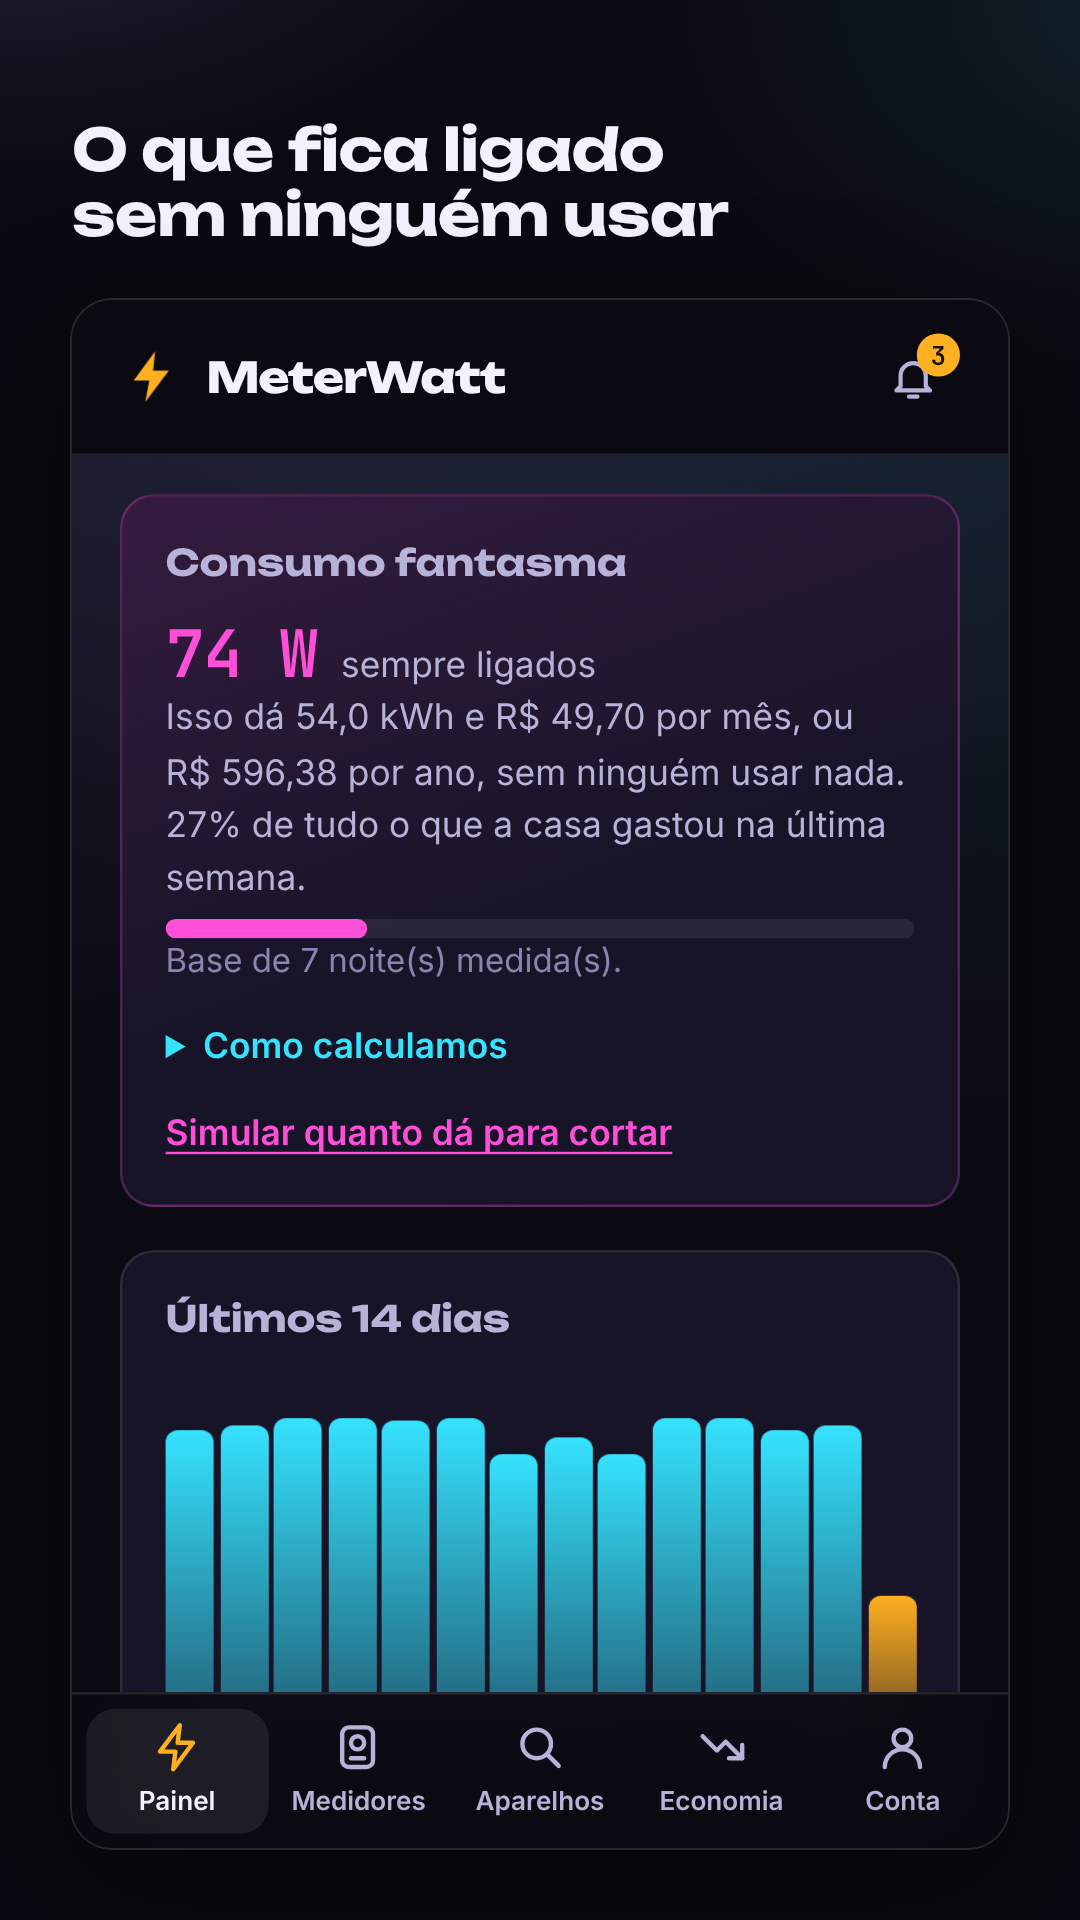 O que fica ligado
sem ninguém usar
MeterWatt
3
Consumo fantasma
74 W sempre ligados
Isso dá 54,0 kWh e R$ 49,70 por mês, ou
R$ 596,38 por ano, sem ninguém usar nada.
27% de tudo o que a casa gastou na última
semana.
Base de 7 noite(s) medida(s).
Como calculamos
Simular quanto dá para cortar
Últimos 14 dias
Painel
Medidores
Aparelhos
Economia
Conta